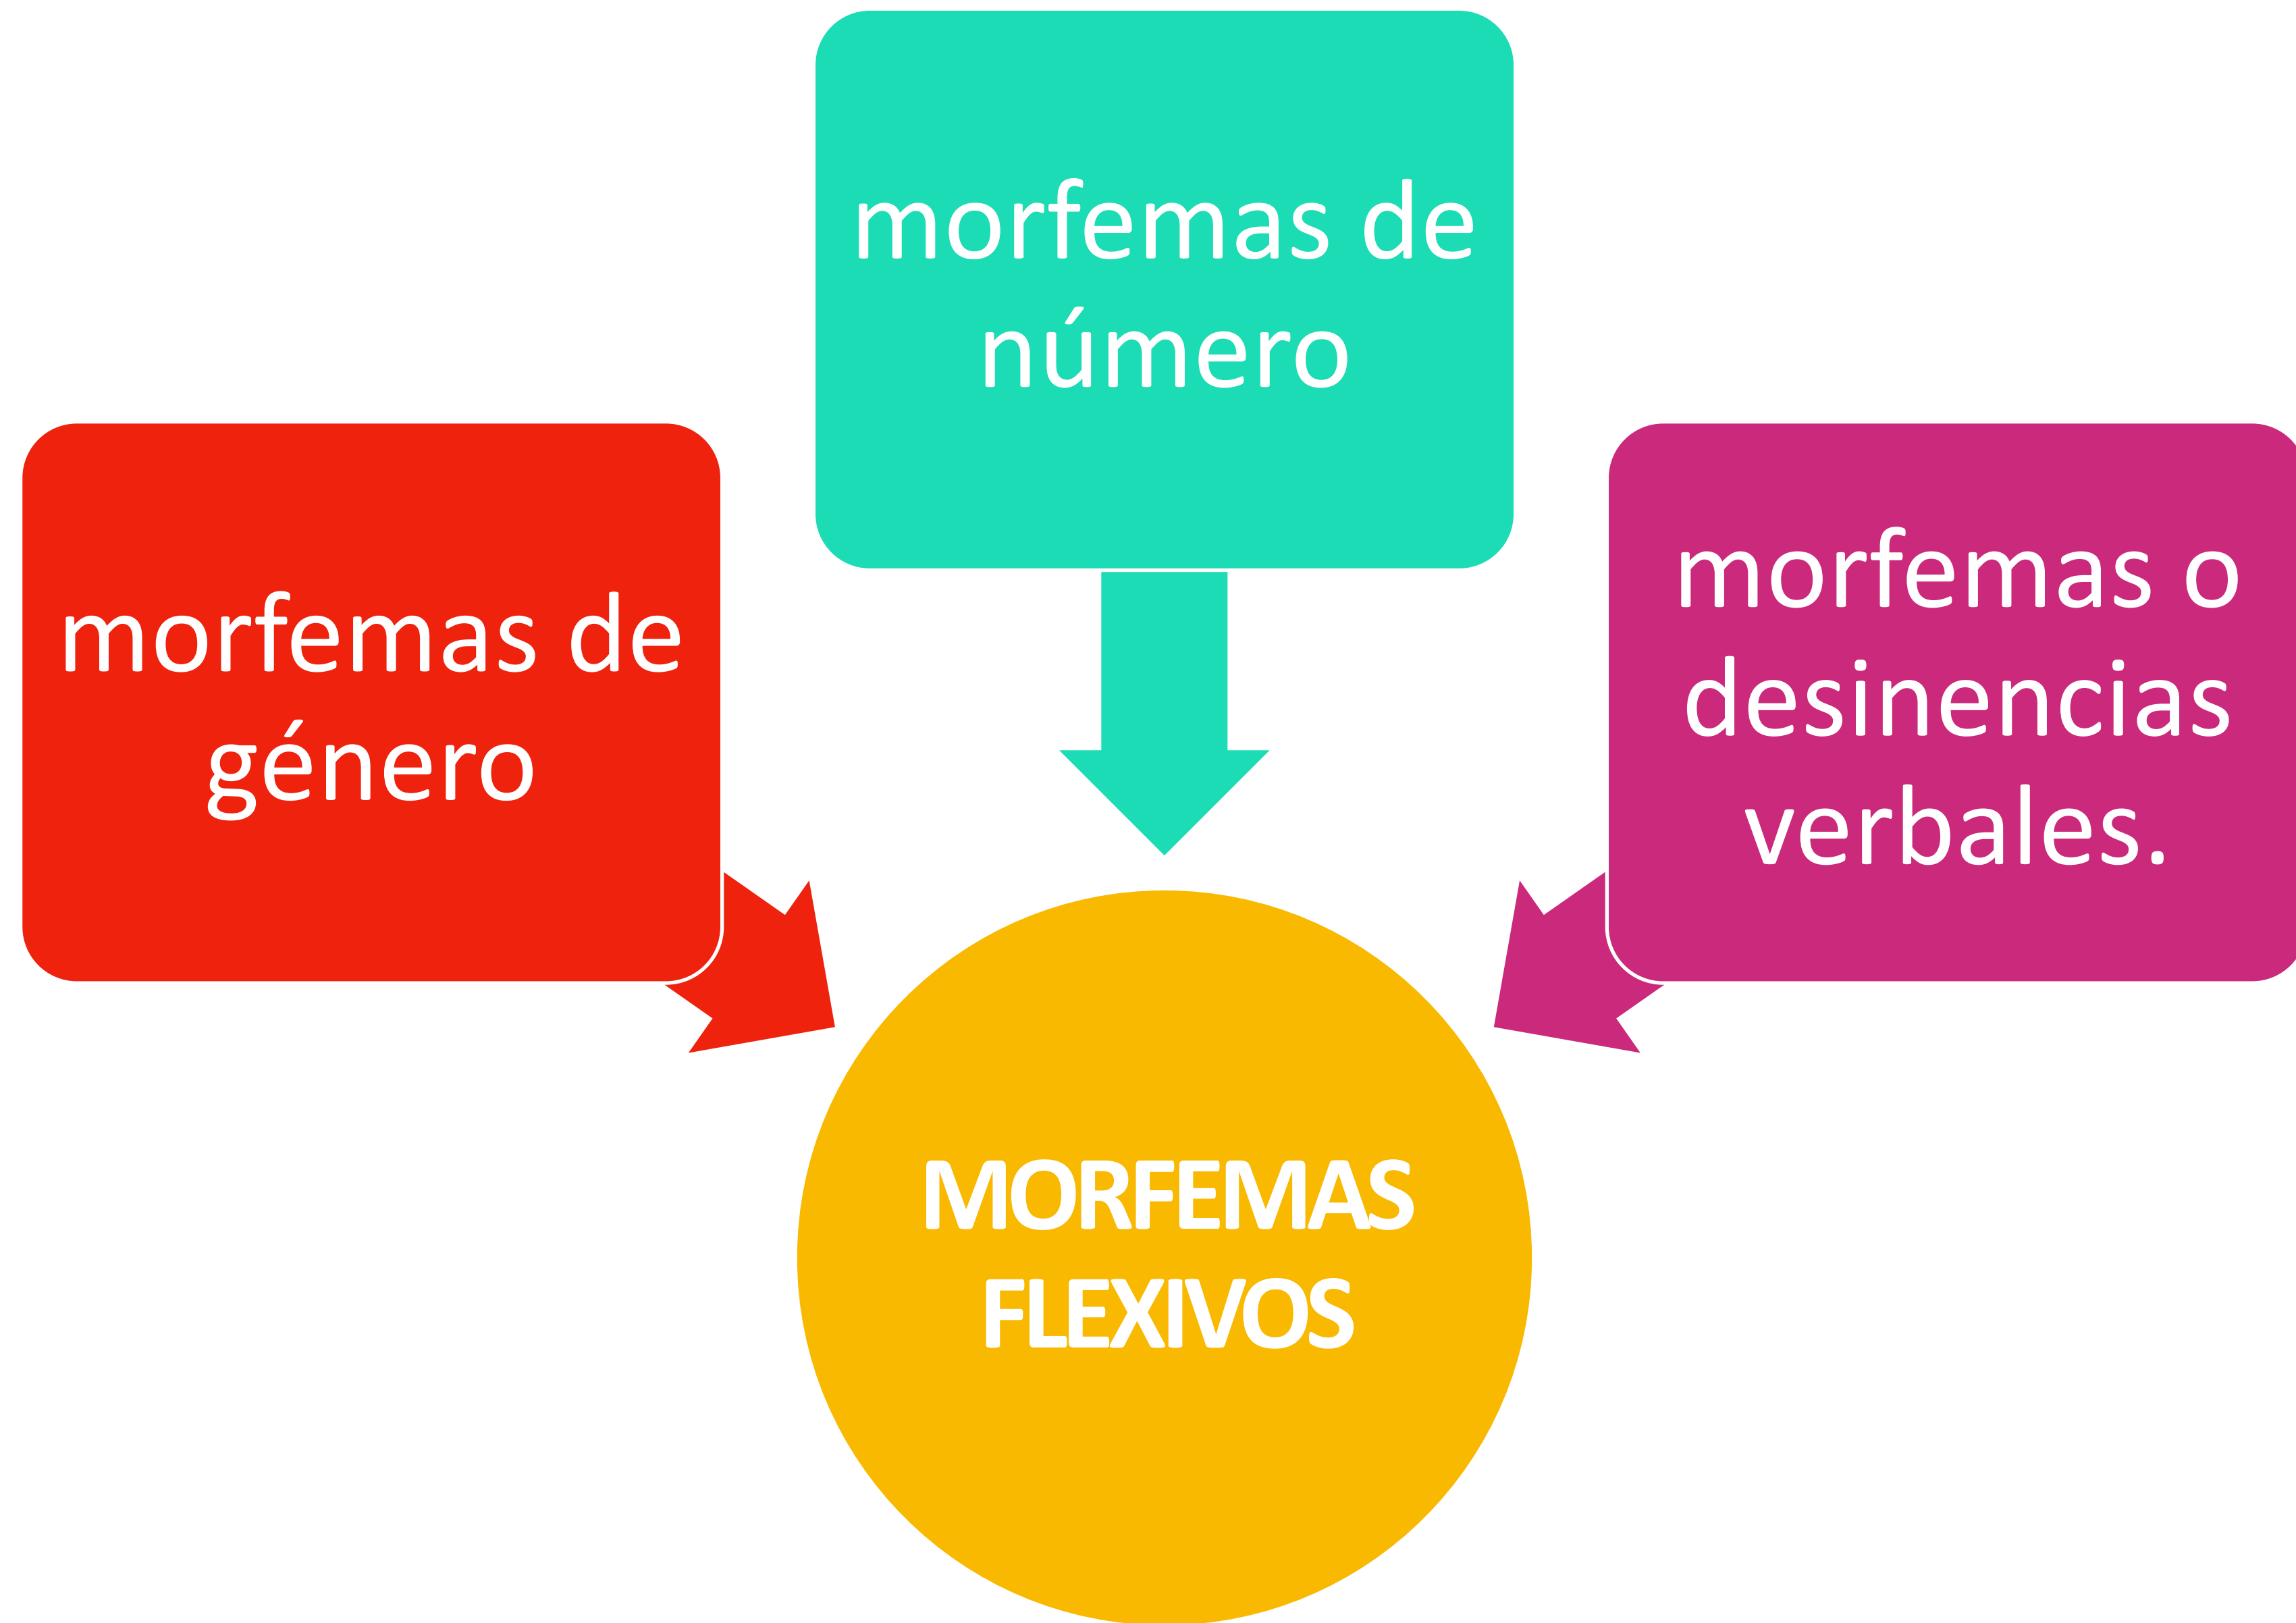 morfemas de
número
morfemas de
género
morfemas o
desinencias
verbales.
MORFEMAS
FLEXIVOS